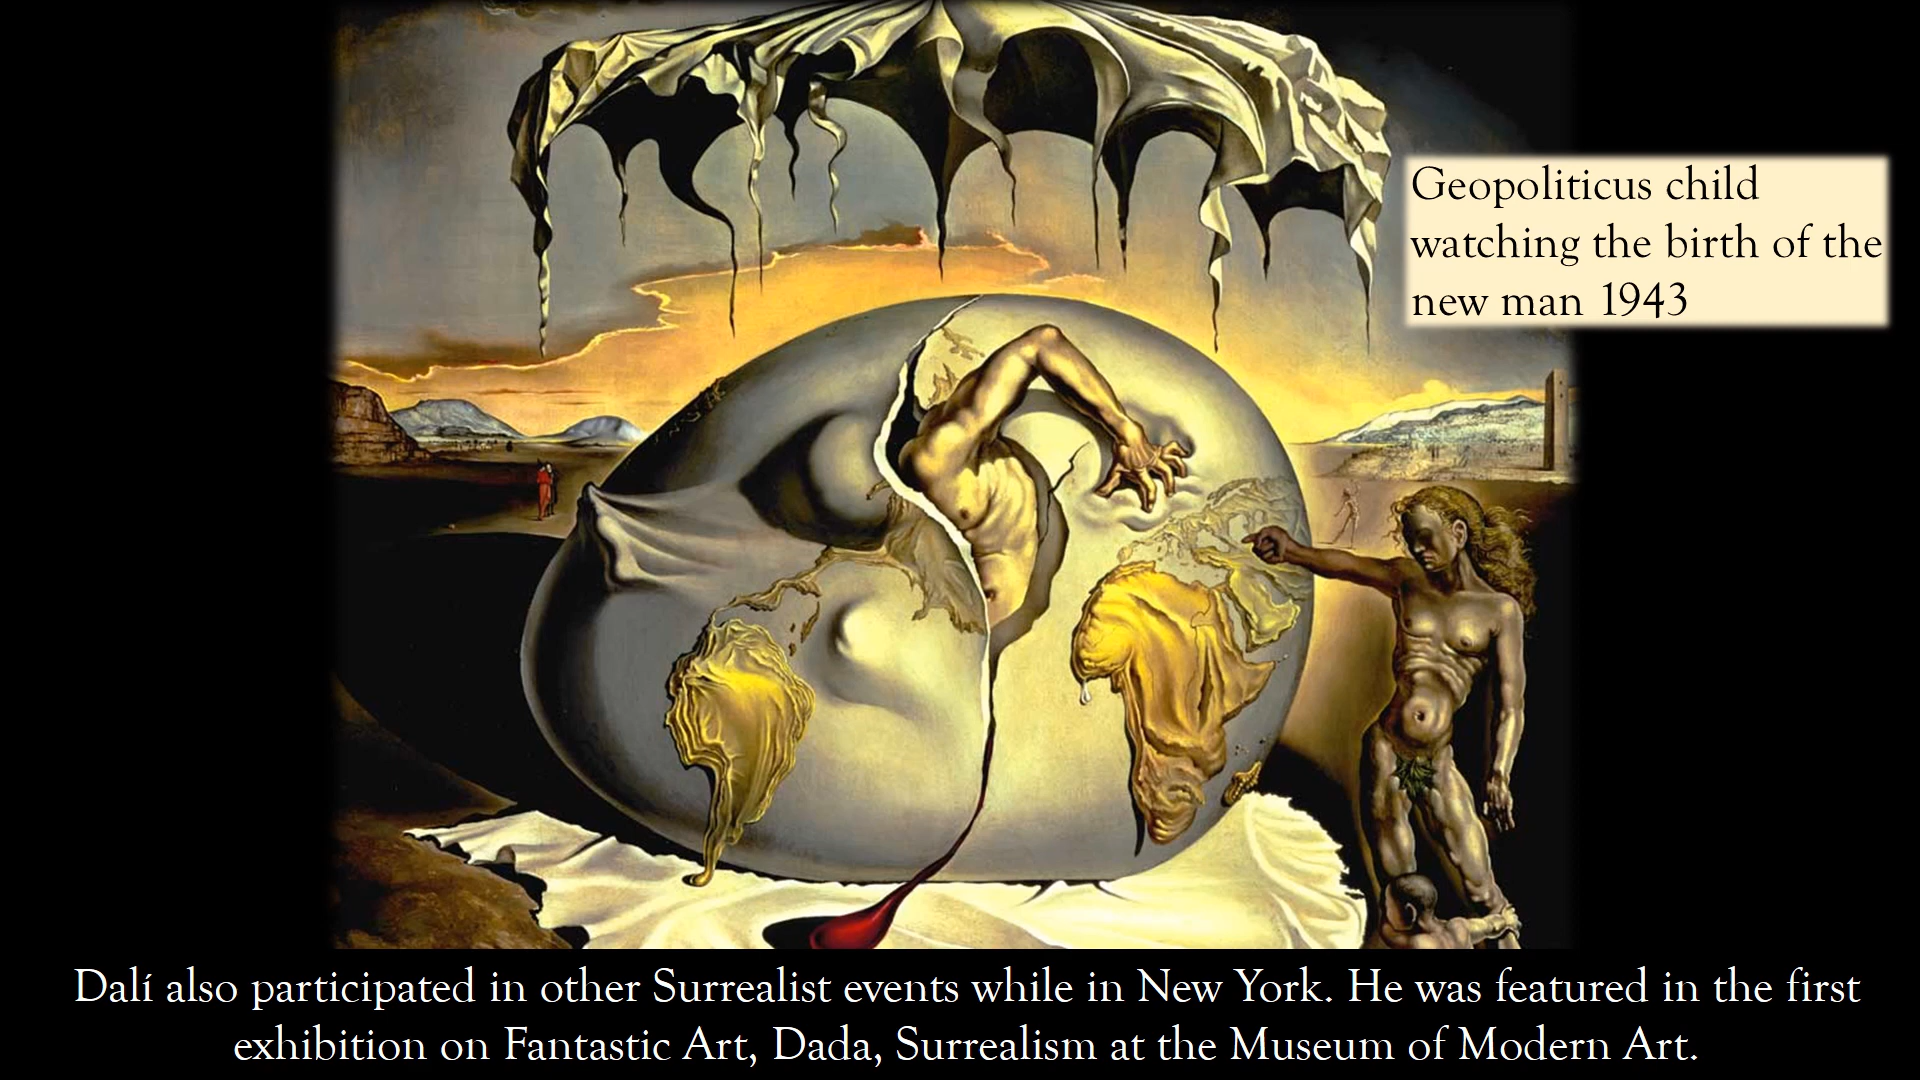 Geopoliticus child
watching the birth of the
new man 1943
Dalí also participated in other Surrealist events while in New York. He was featured in the first
exhibition on Fantastic Art, Dada, Surrealism at the Museum of Modern Art.